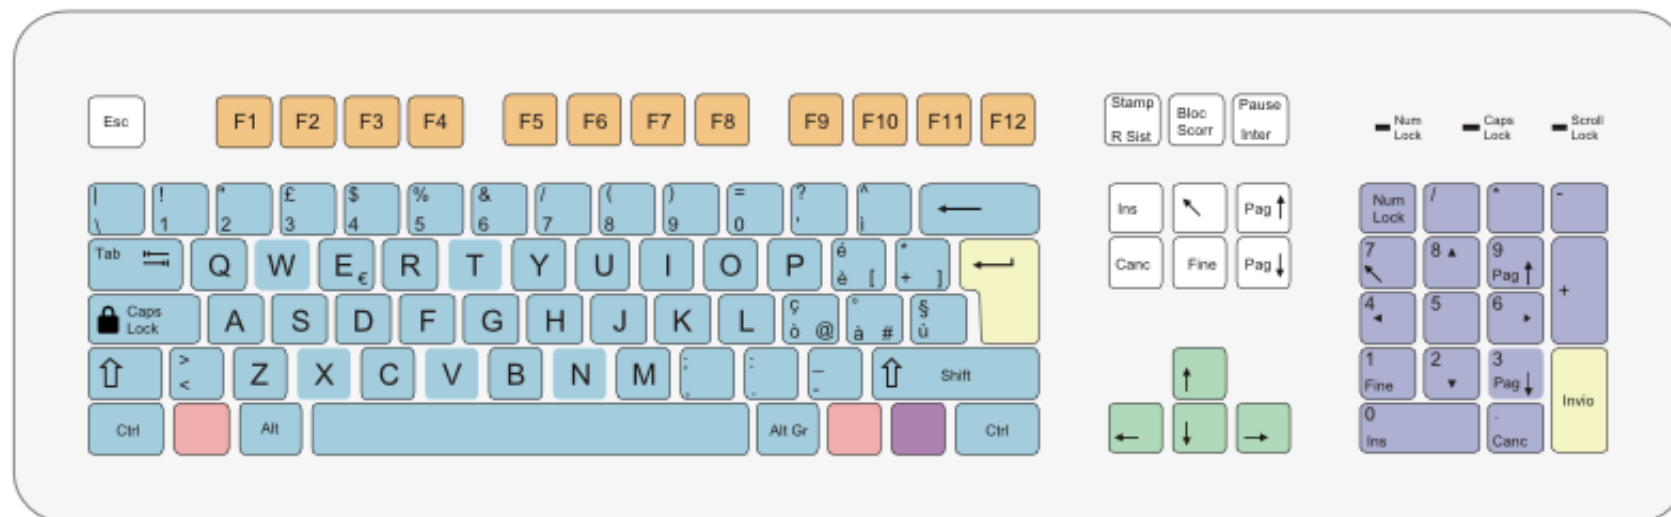 Esc F1 F2 F3 F4 F5 F6 F7 F8 F9 F10 F11 F12 Stamp R Sist Bloc Scorr Pause Inter Num Lock Caps Lock Scroll Lock
| \ ! 1 " 2 £ 3 $ 4 % 5 & 6 / 7 ( 8 ) 9 = 0 ? ' ^ ì Ins Pag Num Lock / * -
Tab Q W E € R T Y U I O P é è [ * + ] Canc Fine Pag 7 8 9 Pag +
Caps Lock A S D F G H J K L ç ò @ ° à # § ù 4 5 6
> < Z X C V B N M ; , : . _ - Shift 1 Fine 2 3 Pag Invio
Ctrl Alt Alt Gr Ctrl 0 Ins . Canc